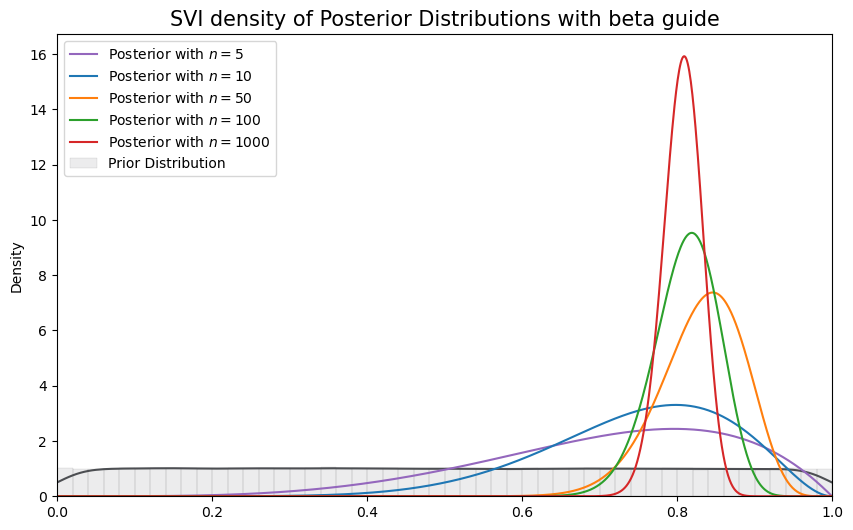 SVI density of Posterior Distributions with beta guide
16
14
12
10
8
6
4
2
0
Density
Posterior with n = 5
Posterior with n = 10
Posterior with n = 50
Posterior with n = 100
Posterior with n = 1000
Prior Distribution
0.0 0.2 0.4 0.6 0.8 1.0